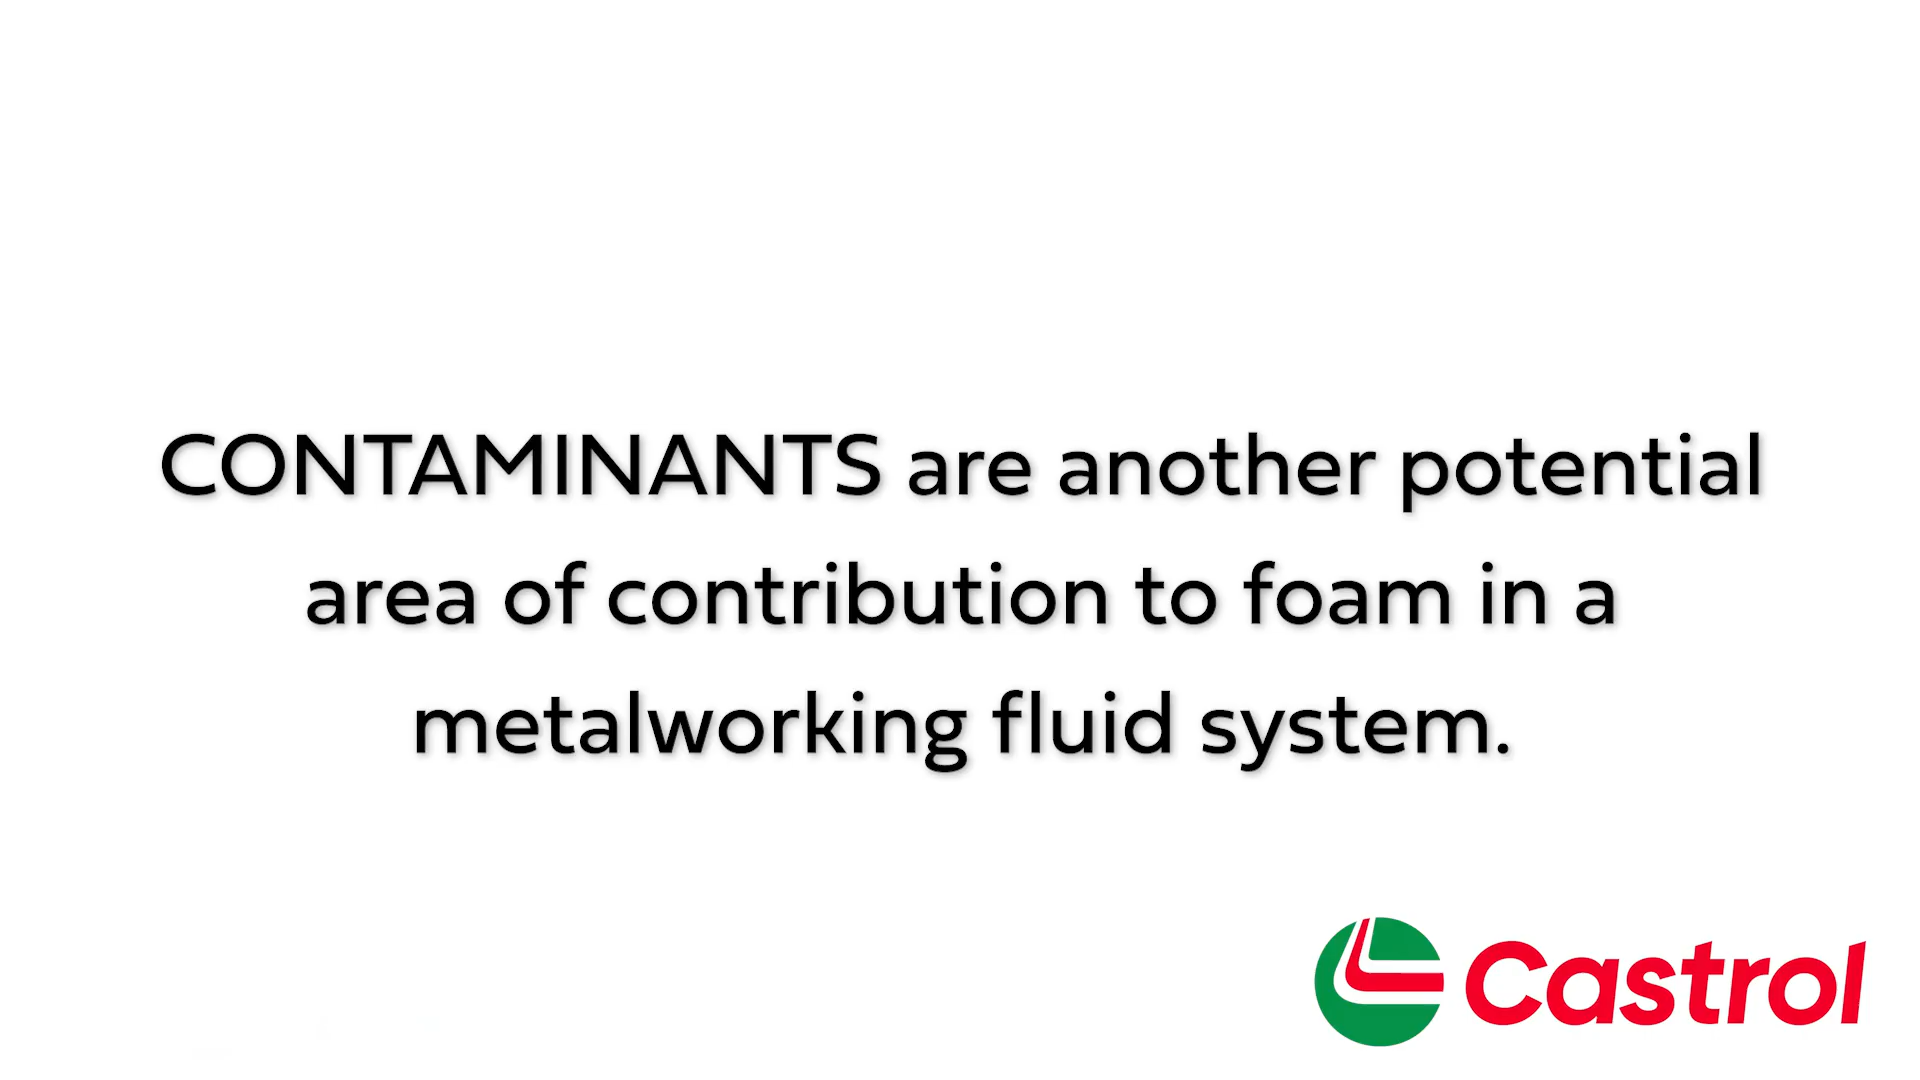 CONTAMINANTS are another potential
area of contribution to foam in a
metalworking fluid system.
Castrol